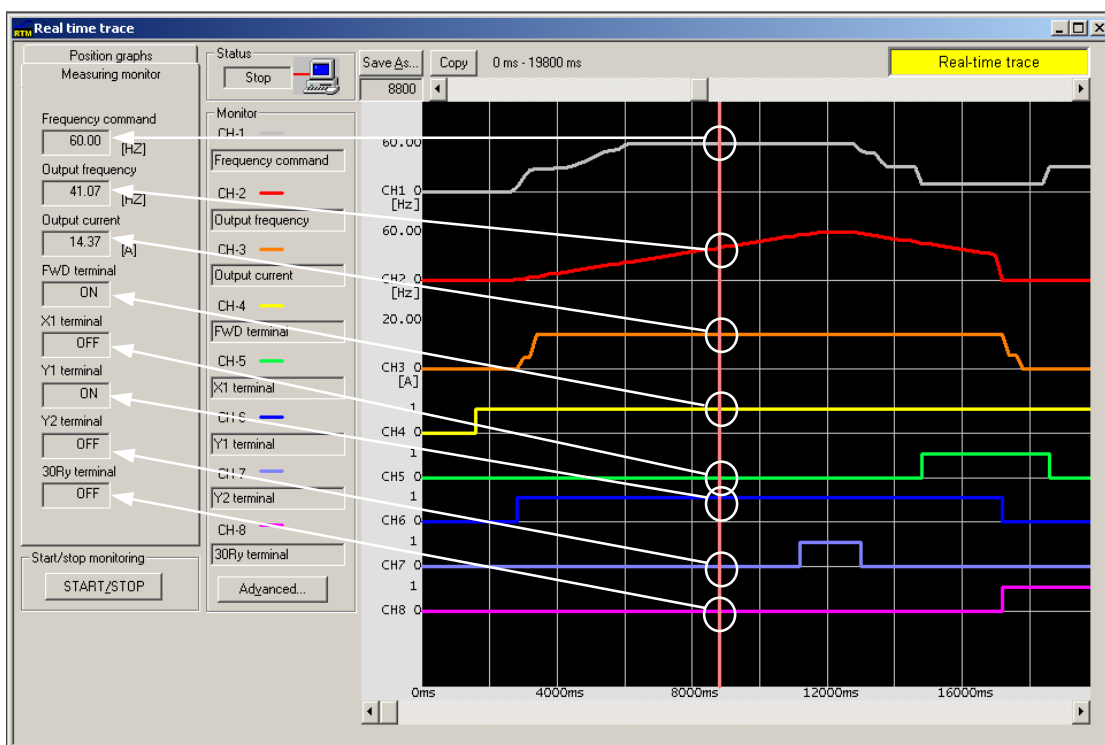 RTM Real time trace
Position graphs
Measuring monitor
Frequency command
60.00 [HZ]
Output frequency
41.07 [HZ]
Output current
14.37 [A]
FWD terminal
ON
X1 terminal
OFF
Y1 terminal
ON
Y2 terminal
OFF
30Ry terminal
OFF
Start/stop monitoring
START/STOP
Status
Stop
Monitor
CH-1
Frequency command
CH-2
Output frequency
CH-3
Output current
CH-4
FWD terminal
CH-5
X1 terminal
CH-6
Y1 terminal
CH-7
Y2 terminal
CH-8
30Ry terminal
Advanced...
Save As...
Copy
0 ms - 19800 ms
Real-time trace
8800
60.00
CH1 0
[Hz]
60.00
CH2 0
[Hz]
20.00
CH3 0
[A]
1
CH4 0
1
CH5 0
1
CH6 0
1
CH7 0
1
CH8 0
0ms 4000ms 8000ms 12000ms 16000ms